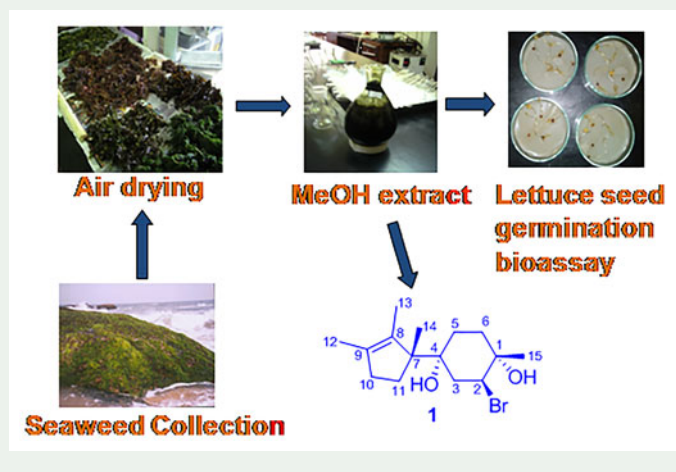 Air drying
MeOH extract
Lettuce seed
germination
bioassay
Seaweed Collection
13
12
8
9
14
7
10
11
5
6
4
1
15
HO
3
2
OH
Br
1